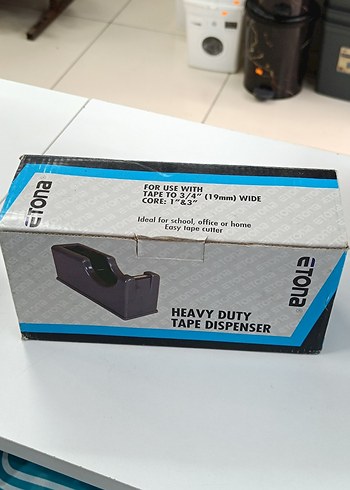 ETONA
FOR USE WITH
TAPE TO 3/4" (19mm) WIDE
CORE: 1"&3"
Ideal for school, office or home
Easy tape cutter
ETONA
HEAVY DUTY
TAPE DISPENSER